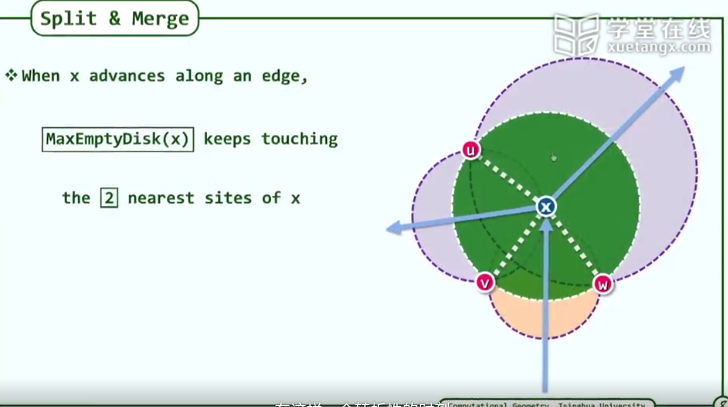 Split & Merge
学堂在线
xuetangx.com
❖When x advances along an edge,
MaxEmptyDisk(x) keeps touching
the 2 nearest sites of x
u
x
v
w
Computational Geometry, Tsinghua University